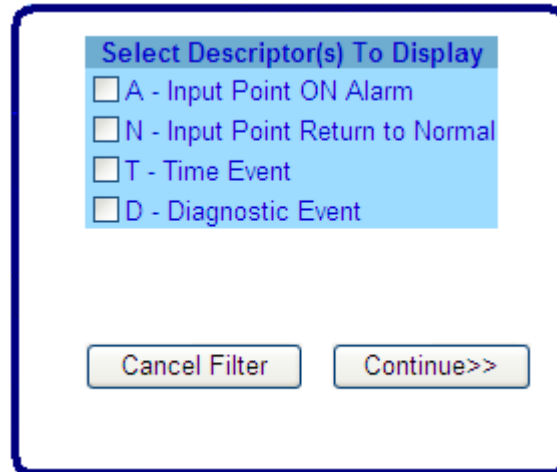 Select Descriptor(s) To Display
A - Input Point ON Alarm
N - Input Point Return to Normal
T - Time Event
D - Diagnostic Event
Cancel Filter Continue>>